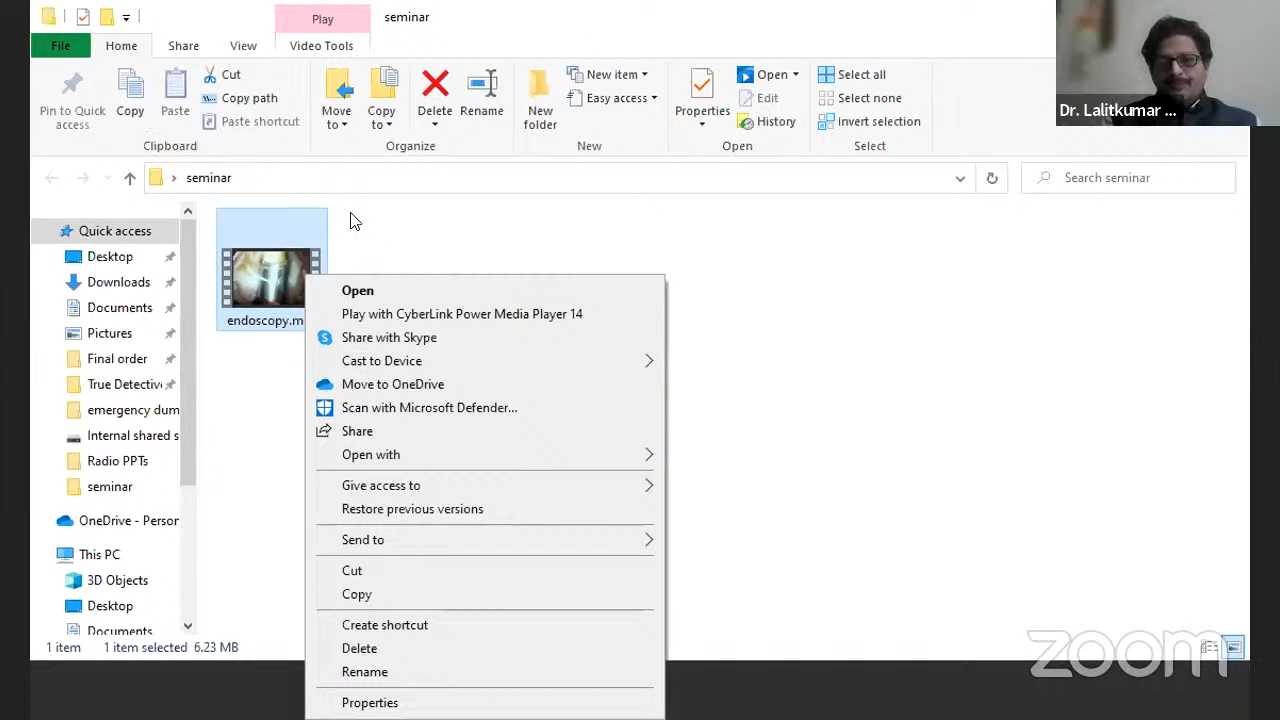 Play
seminar
File
Home
Share
View
Video Tools
Pin to Quick access
Copy
Paste
Cut
Copy path
Paste shortcut
Clipboard
Move to
Copy to
Delete
Rename
Organize
New folder
New item
Easy access
New
Properties
Open
Edit
History
Open
Select all
Select none
Invert selection
Select
Dr. Lalitkumar ...
seminar
Search seminar
Quick access
Desktop
Downloads
Documents
Pictures
Final order
True Detectiv
emergency dum
Internal shared s
Radio PPTs
seminar
OneDrive - Person
This PC
3D Objects
Desktop
Documents
endoscopy.m
Open
Play with CyberLink Power Media Player 14
Share with Skype
Cast to Device
Move to OneDrive
Scan with Microsoft Defender...
Share
Open with
Give access to
Restore previous versions
Send to
Cut
Copy
Create shortcut
Delete
Rename
Properties
1 item
1 item selected 6.23 MB
zoom